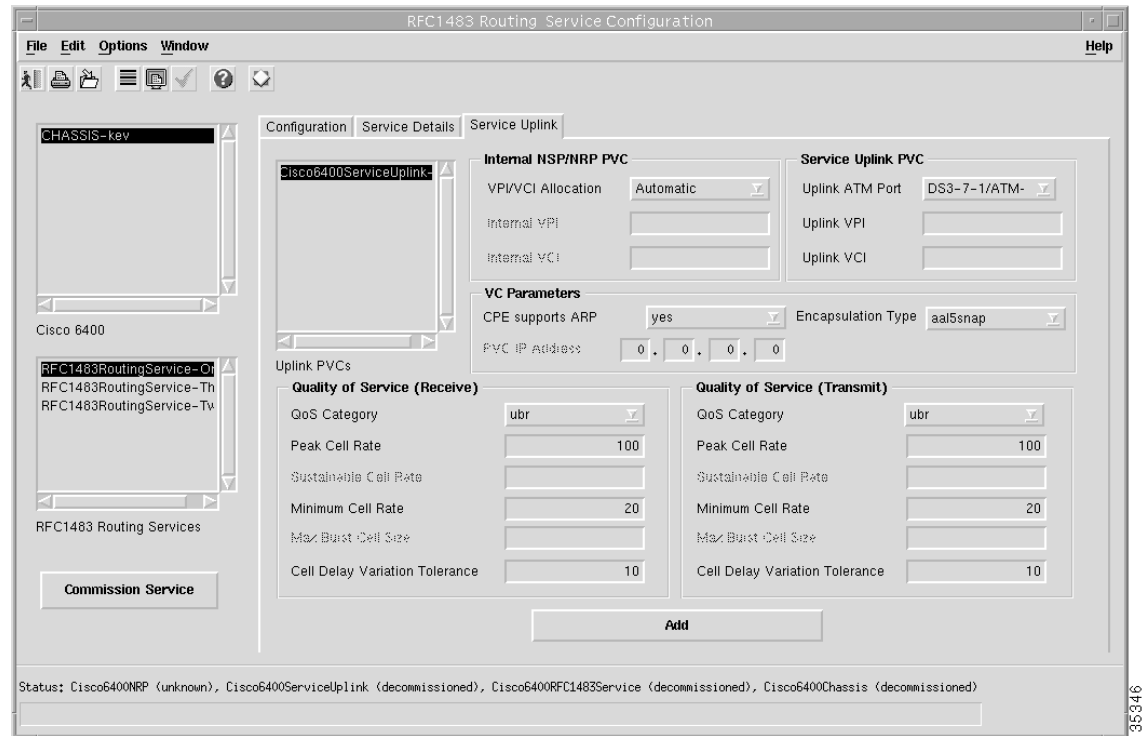 RFC1483 Routing Service Configuration
File Edit Options Window Help
Configuration Service Details Service Uplink
CHASSIS-kev
Cisco 6400
RFC1483RoutingService-Or
RFC1483RoutingService-Th
RFC1483RoutingService-Tw
RFC1483 Routing Services
Commission Service
Cisco6400ServiceUplink-
Uplink PVCs
Internal NSP/NRP PVC
VPI/VCI Allocation Automatic
Internal VPI
Internal VCI
Service Uplink PVC
Uplink ATM Port DS3-7-1/ATM-
Uplink VPI
Uplink VCI
VC Parameters
CPE supports ARP yes Encapsulation Type aal5snap
PVC IP Address 0 . 0 . 0 . 0
Quality of Service (Receive)
QoS Category ubr
Peak Cell Rate 100
Sustainable Cell Rate
Minimum Cell Rate 20
Max Burst Cell Size
Cell Delay Variation Tolerance 10
Quality of Service (Transmit)
QoS Category ubr
Peak Cell Rate 100
Sustainable Cell Rate
Minimum Cell Rate 20
Max Burst Cell Size
Cell Delay Variation Tolerance 10
Add
Status: Cisco6400NRP (unknown), Cisco6400ServiceUplink (decommissioned), Cisco6400RFC1483Service (decommissioned), Cisco6400Chassis (decommissioned)
35346